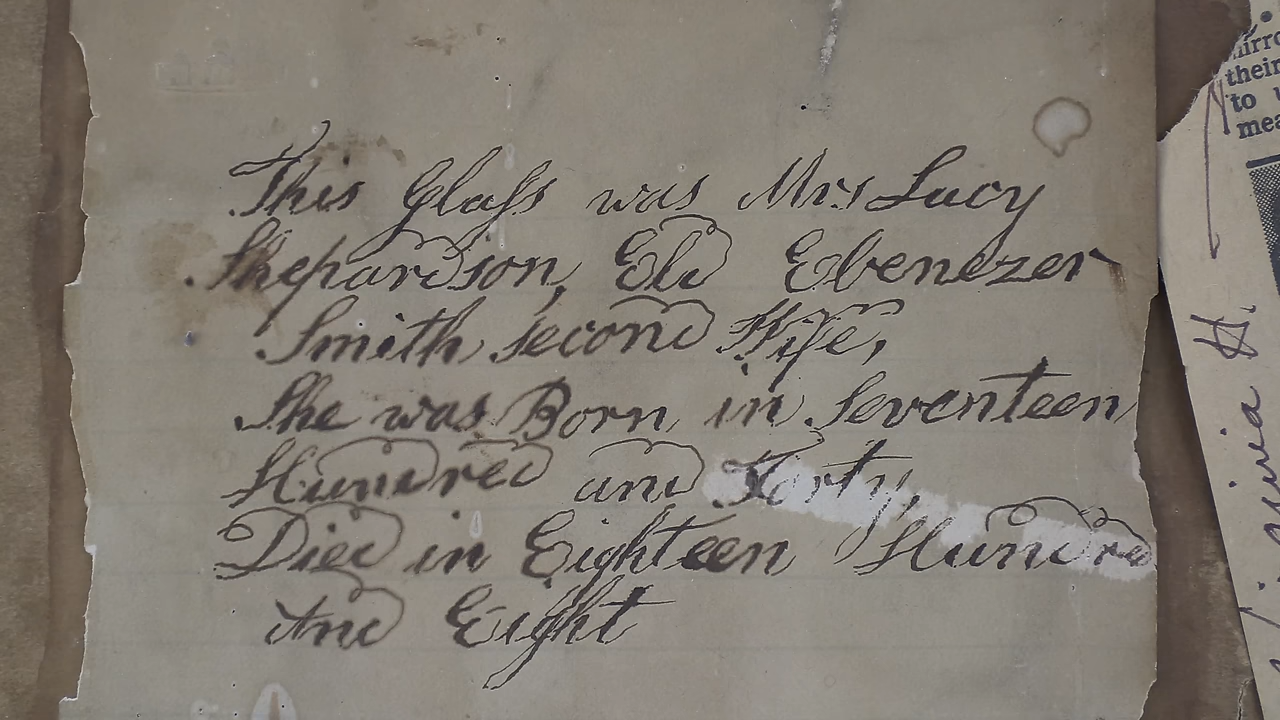 This Glass was Mrs Lucy
Shepardson, Eld Ebenezer
Smith second Wife,
She was Born in Seventeen
Hundred and Forty,
Died in Eighteen Hundred
And Eight
their
to
H.